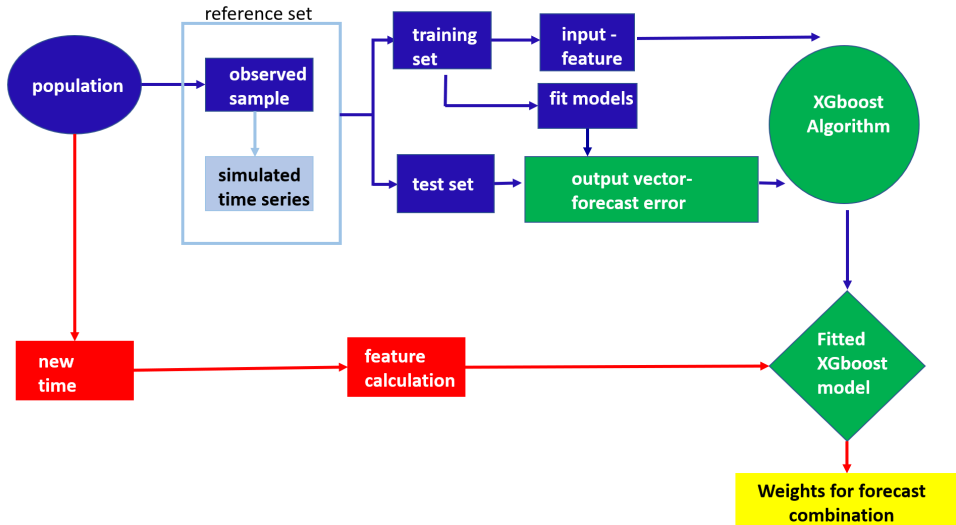 reference set
population
observed
sample
simulated
time series
training
set
input -
feature
fit models
test set
output vector-
forecast error
XGboost
Algorithm
new
time
feature
calculation
Fitted
XGboost
model
Weights for forecast
combination